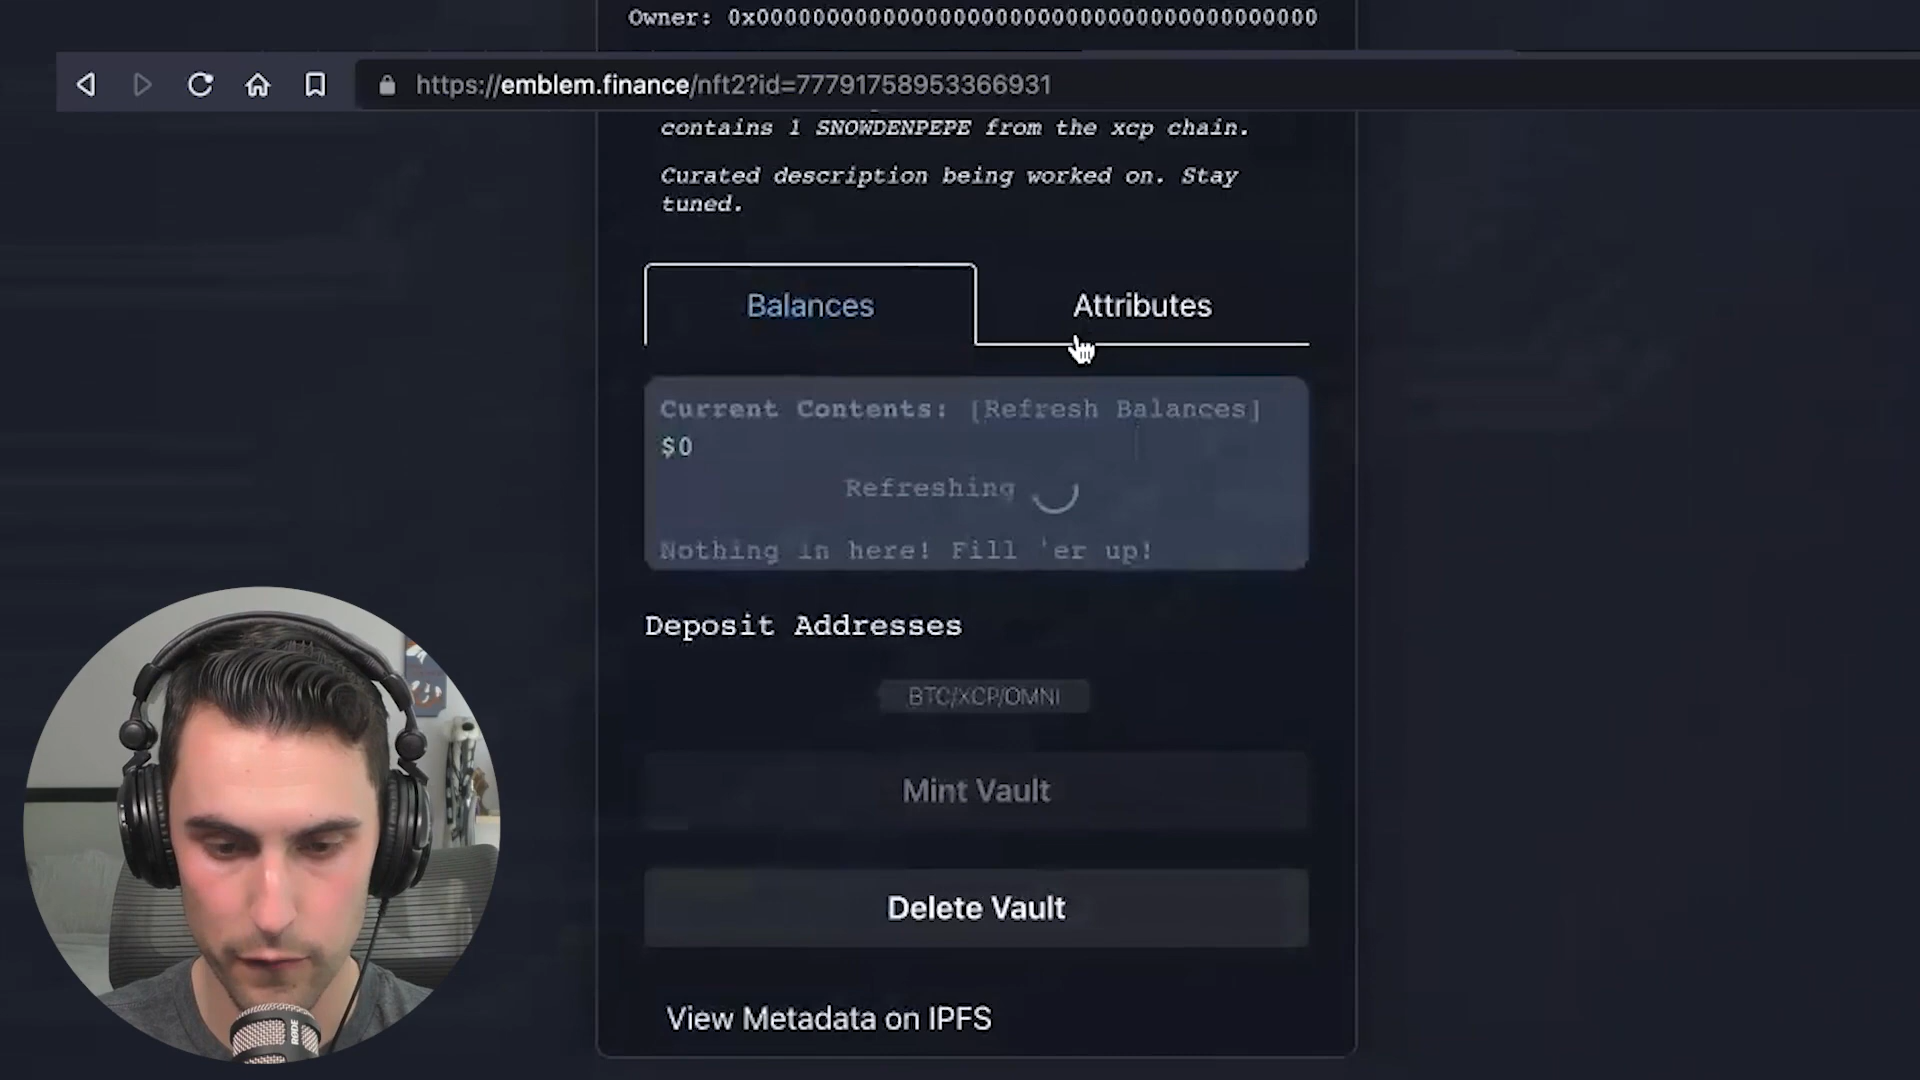 Owner: 0x0000000000000000000000000000000000000000
https://emblem.finance/nft2?id=77791758953366931
contains 1 SNOWDENPEPE from the xcp chain.
Curated description being worked on. Stay
tuned.
Balances
Attributes
Current Contents: [Refresh Balances]
$0
Refreshing
Nothing in here! Fill 'er up!
Deposit Addresses
BTC/XCP/OMNI
Mint Vault
Delete Vault
View Metadata on IPFS
RØDE